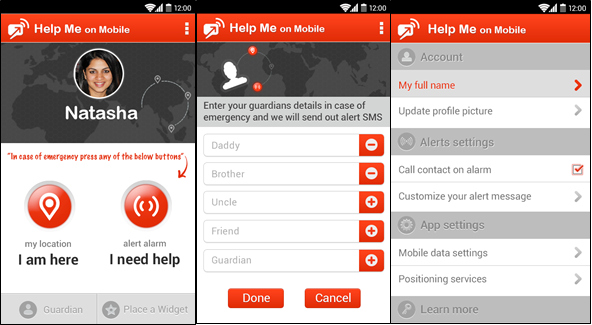 12:00
Help Me on Mobile
Natasha
"In case of emergency press any of the below buttons"
my location
I am here
alert alarm
I need help
Guardian
Place a Widget
12:00
Help Me on Mobile
Enter your guardians details in case of
emergency and we will send out alert SMS
Daddy
Brother
Uncle
Friend
Guardian
Done
Cancel
12:00
Help Me on Mobile
Account
My full name
Update profile picture
Alerts settings
Call contact on alarm
Customize your alert message
App settings
Mobile data settings
Positioning services
Learn more